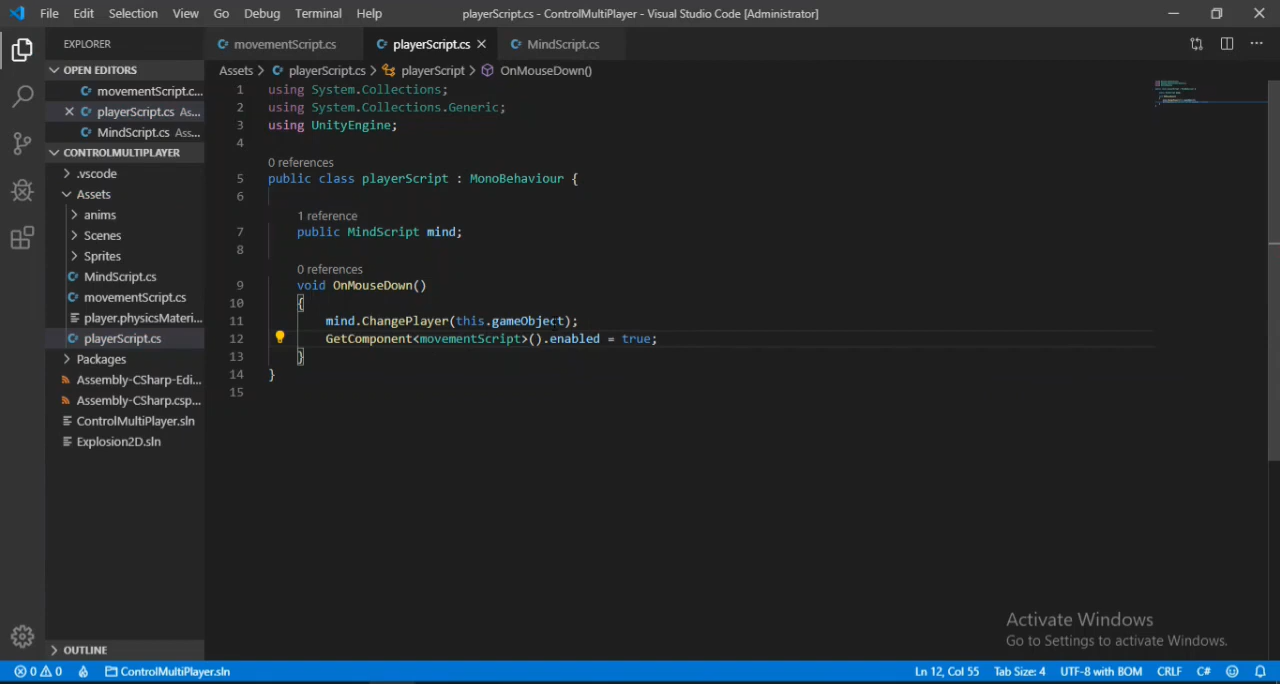 File Edit Selection View Go Debug Terminal Help
playerScript.cs - ControlMultiPlayer - Visual Studio Code [Administrator]
EXPLORER
OPEN EDITORS
movementScript.c...
playerScript.cs Ass...
MindScript.cs Ass...
CONTROLMULTIPLAYER
.vscode
Assets
anims
Scenes
Sprites
MindScript.cs
movementScript.cs
player.physicsMateri...
playerScript.cs
Packages
Assembly-CSharp-Edi...
Assembly-CSharp.csp...
ControlMultiPlayer.sln
Explosion2D.sln
OUTLINE
movementScript.cs playerScript.cs MindScript.cs
Assets > playerScript.cs > playerScript > OnMouseDown()
1 using System.Collections;
2 using System.Collections.Generic;
3 using UnityEngine;
4
0 references
5 public class playerScript : MonoBehaviour {
6
1 reference
7 public MindScript mind;
8
0 references
9 void OnMouseDown()
10 {
11 mind.ChangePlayer(this.gameObject);
12 GetComponent<movementScript>().enabled = true;
13 }
14 }
15
Activate Windows
Go to Settings to activate Windows.
0 0 ControlMultiPlayer.sln Ln 12, Col 55 Tab Size: 4 UTF-8 with BOM CRLF C#